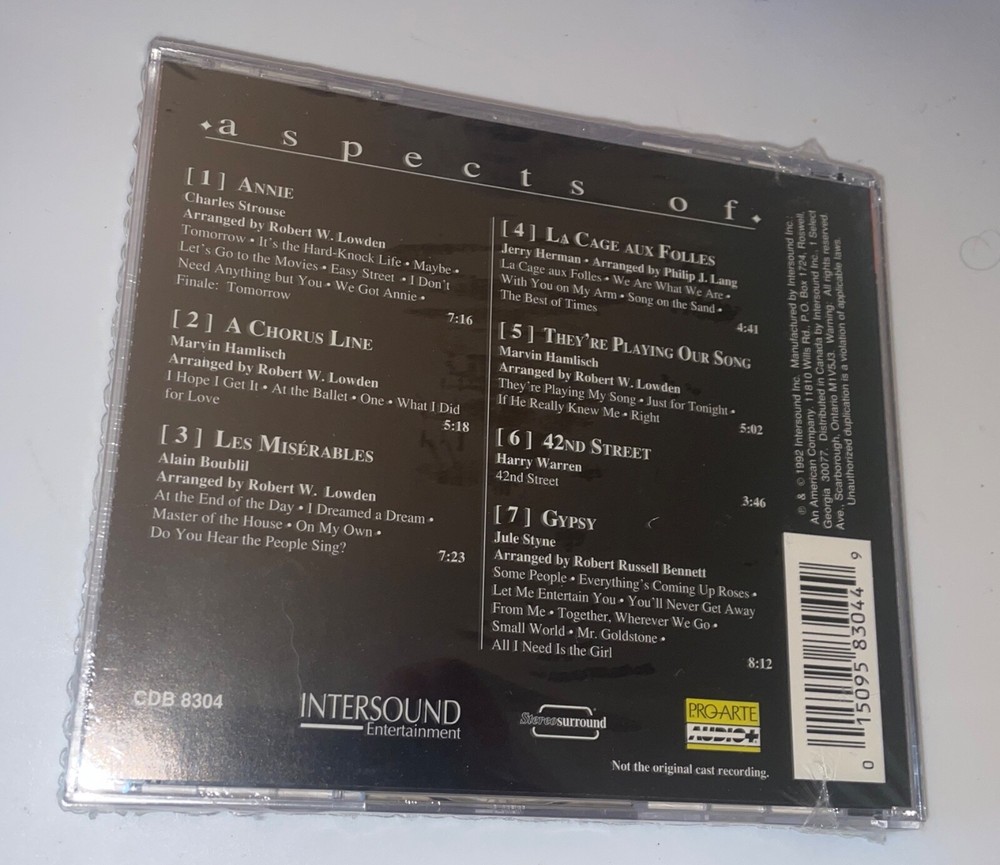 aspects of
[1] ANNIE
Charles Strouse
Arranged by Robert W. Lowden
Tomorrow • It's the Hard-Knock Life • Maybe •
Let's Go to the Movies • Easy Street • I Don't
Need Anything but You • We Got Annie •
Finale: Tomorrow
7:16
[2] A CHORUS LINE
Marvin Hamlisch
Arranged by Robert W. Lowden
I Hope I Get It • At the Ballet • One • What I Did
for Love
5:18
[3] LES MISÉRABLES
Alain Boublil
Arranged by Robert W. Lowden
At the End of the Day • I Dreamed a Dream •
Master of the House • On My Own •
Do You Hear the People Sing?
7:23
[4] LA CAGE AUX FOLLES
Jerry Herman • Arranged by Philip J. Lang
La Cage aux Folles • We Are What We Are •
With You on My Arm • Song on the Sand •
The Best of Times
4:41
[5] THEY'RE PLAYING OUR SONG
Marvin Hamlisch
Arranged by Robert W. Lowden
They're Playing My Song • Just for Tonight •
If He Really Knew Me • Right
5:02
[6] 42ND STREET
Harry Warren
42nd Street
3:46
[7] GYPSY
Jule Styne
Arranged by Robert Russell Bennett
Some People • Everything's Coming Up Roses •
Let Me Entertain You • You'll Never Get Away
From Me • Together, Wherever We Go •
Small World • Mr. Goldstone •
All I Need Is the Girl
8:12
℗ & © 1992 Intersound Inc. Manufactured by Intersound Inc.;
An American Company, 11810 Wills Rd., P.O. Box 1724, Roswell,
Georgia 30077. Distributed in Canada by Intersound Inc., 1 Select
Ave., Scarborough, Ontario M1V5J3. Warning: All rights reserved.
Unauthorized duplication is a violation of applicable laws.
0 15095 83044 9
CDB 8304
INTERSOUND
Entertainment
Stereosurround
PRO-ARTE
AUDIO+
Not the original cast recording.